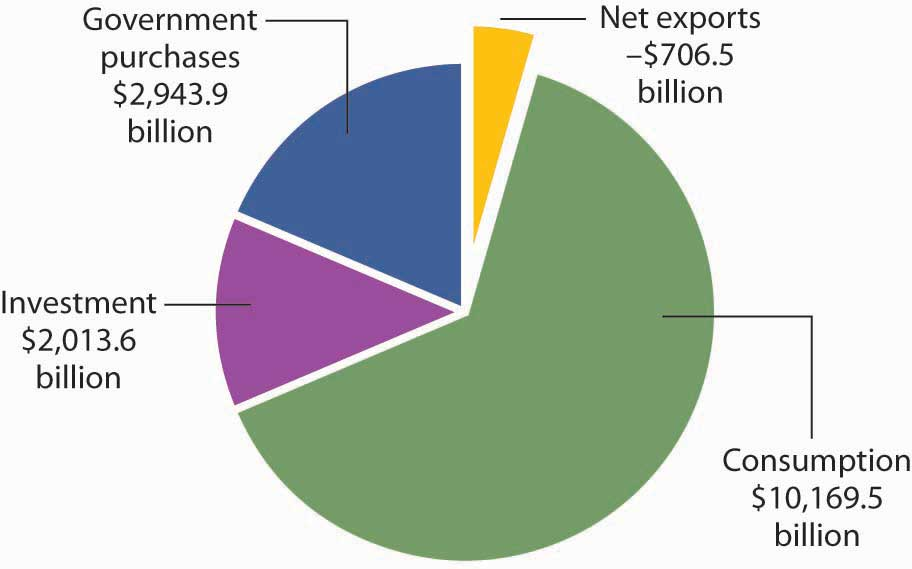 Government
purchases
$2,943.9
billion
Net exports
–$706.5
billion
Investment
$2,013.6
billion
Consumption
$10,169.5
billion